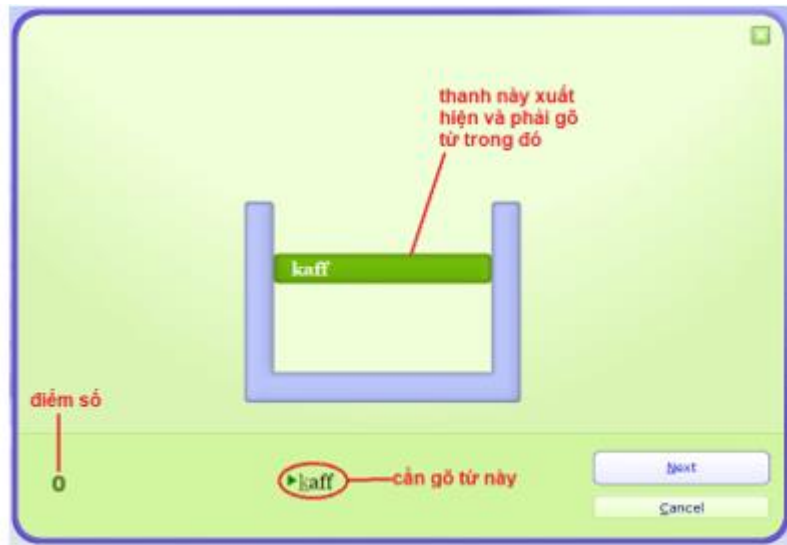 thanh này xuất
hiện và phải gõ
từ trong đó
kaff
điểm số
0
kaff
cần gõ từ này
Next
Cancel